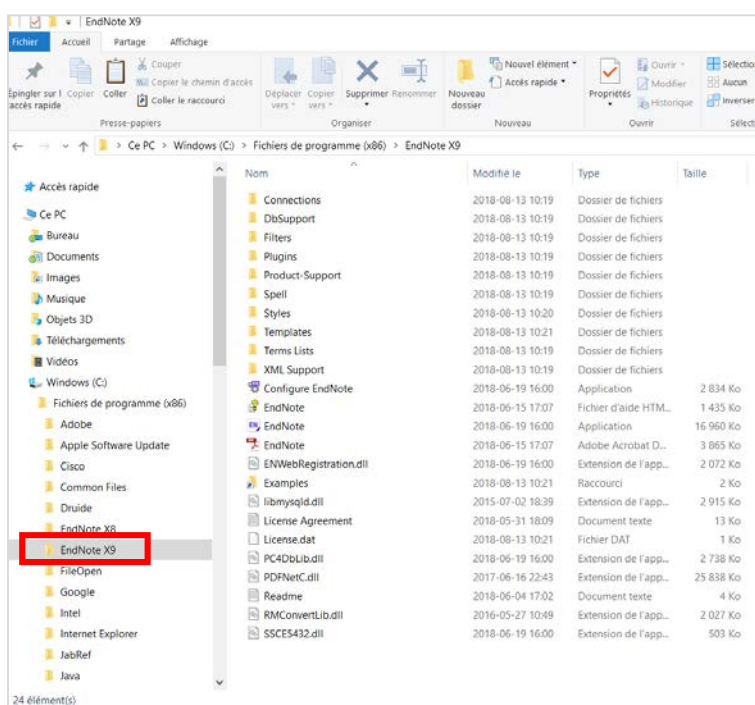 EndNote X9
Fichier Accueil Partage Affichage
Épingler sur l'accès rapide
Copier
Coller
Couper
Copier le chemin d'accès
Coller le raccourci
Presse-papiers
Déplacer vers
Copier vers
Supprimer
Renommer
Organiser
Nouveau dossier
Nouvel élément
Accès rapide
Nouveau
Propriétés
Ouvrir
Modifier
Historique
Ouvrir
Aucun
Inverser
Ce PC > Windows (C:) > Fichiers de programme (x86) > EndNote X9
Accès rapide
Ce PC
Bureau
Documents
Images
Musique
Objets 3D
Téléchargements
Vidéos
Windows (C:)
Fichiers de programme (x86)
Adobe
Apple Software Update
Cisco
Common Files
Druide
EndNote X8
EndNote X9
FileOpen
Google
Intel
Internet Explorer
JabRef
Java
Nom Modifié le Type Taille
Connections 2018-08-13 10:19 Dossier de fichiers
DbSupport 2018-08-13 10:19 Dossier de fichiers
Filters 2018-08-13 10:19 Dossier de fichiers
Plugins 2018-08-13 10:19 Dossier de fichiers
Product-Support 2018-08-13 10:19 Dossier de fichiers
Spell 2018-08-13 10:19 Dossier de fichiers
Styles 2018-08-13 10:20 Dossier de fichiers
Templates 2018-08-13 10:21 Dossier de fichiers
Terms Lists 2018-08-13 10:19 Dossier de fichiers
XML Support 2018-08-13 10:19 Dossier de fichiers
Configure EndNote 2018-06-19 16:00 Application 2 834 Ko
EndNote 2018-06-15 17:07 Fichier d'aide HTM... 1 435 Ko
EndNote 2018-06-19 16:00 Application 16 960 Ko
EndNote 2018-06-15 17:07 Adobe Acrobat D... 3 865 Ko
ENWebRegistration.dll 2018-06-19 16:00 Extension de l'app... 2 072 Ko
Examples 2018-08-13 10:21 Raccourci 2 Ko
libmysqld.dll 2015-07-02 18:39 Extension de l'app... 2 915 Ko
License Agreement 2018-05-31 18:09 Document texte 13 Ko
License.dat 2018-08-13 10:21 Fichier DAT 1 Ko
PC4DbLib.dll 2018-06-19 16:00 Extension de l'app... 2 738 Ko
PDFNetC.dll 2017-06-16 22:43 Extension de l'app... 25 838 Ko
Readme 2018-06-04 17:02 Document texte 4 Ko
RMConvertLib.dll 2016-05-27 10:49 Extension de l'app... 2 027 Ko
SSCE5432.dll 2018-06-19 16:00 Extension de l'app... 503 Ko
24 élément(s)